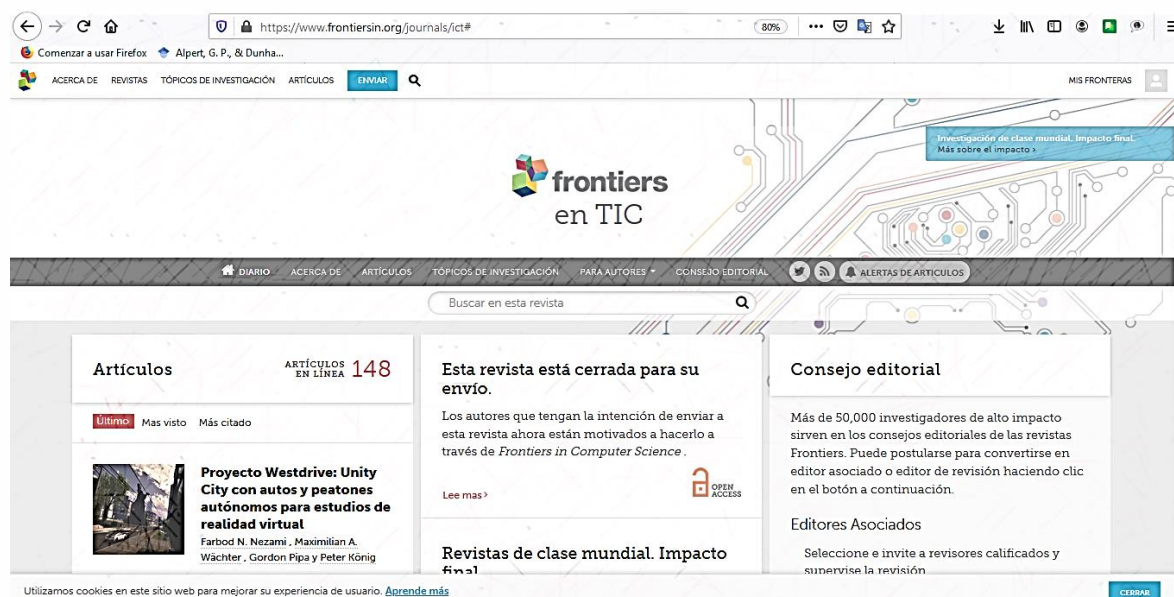 https://www.frontiersin.org/journals/ict#
80%
Comenzar a usar Firefox
Alpert, G. P., & Dunha...
ACERCA DE
REVISTAS
TÓPICOS DE INVESTIGACIÓN
ARTÍCULOS
ENVIAR
MIS FRONTERAS
Investigación de clase mundial. Impacto final.
Más sobre el impacto ›
frontiers
en TIC
DIARIO
ACERCA DE
ARTÍCULOS
TÓPICOS DE INVESTIGACIÓN
PARA AUTORES
CONSEJO EDITORIAL
ALERTAS DE ARTICULOS
Buscar en esta revista
Artículos
ARTÍCULOS
EN LÍNEA 148
Último
Mas visto
Más citado
Proyecto Westdrive: Unity
City con autos y peatones
autónomos para estudios de
realidad virtual
Farbod N. Nezami , Maximilian A.
Wächter , Gordon Pipa y Peter König
Esta revista está cerrada para su
envío.
Los autores que tengan la intención de enviar a
esta revista ahora están motivados a hacerlo a
través de Frontiers in Computer Science .
Lee mas ›
OPEN
ACCESS
Revistas de clase mundial. Impacto
final
Consejo editorial
Más de 50,000 investigadores de alto impacto
sirven en los consejos editoriales de las revistas
Frontiers. Puede postularse para convertirse en
editor asociado o editor de revisión haciendo clic
en el botón a continuación.
Editores Asociados
Seleccione e invite a revisores calificados y
supervise la revisión
Utilizamos cookies en este sitio web para mejorar su experiencia de usuario. Aprende más
CERRAR